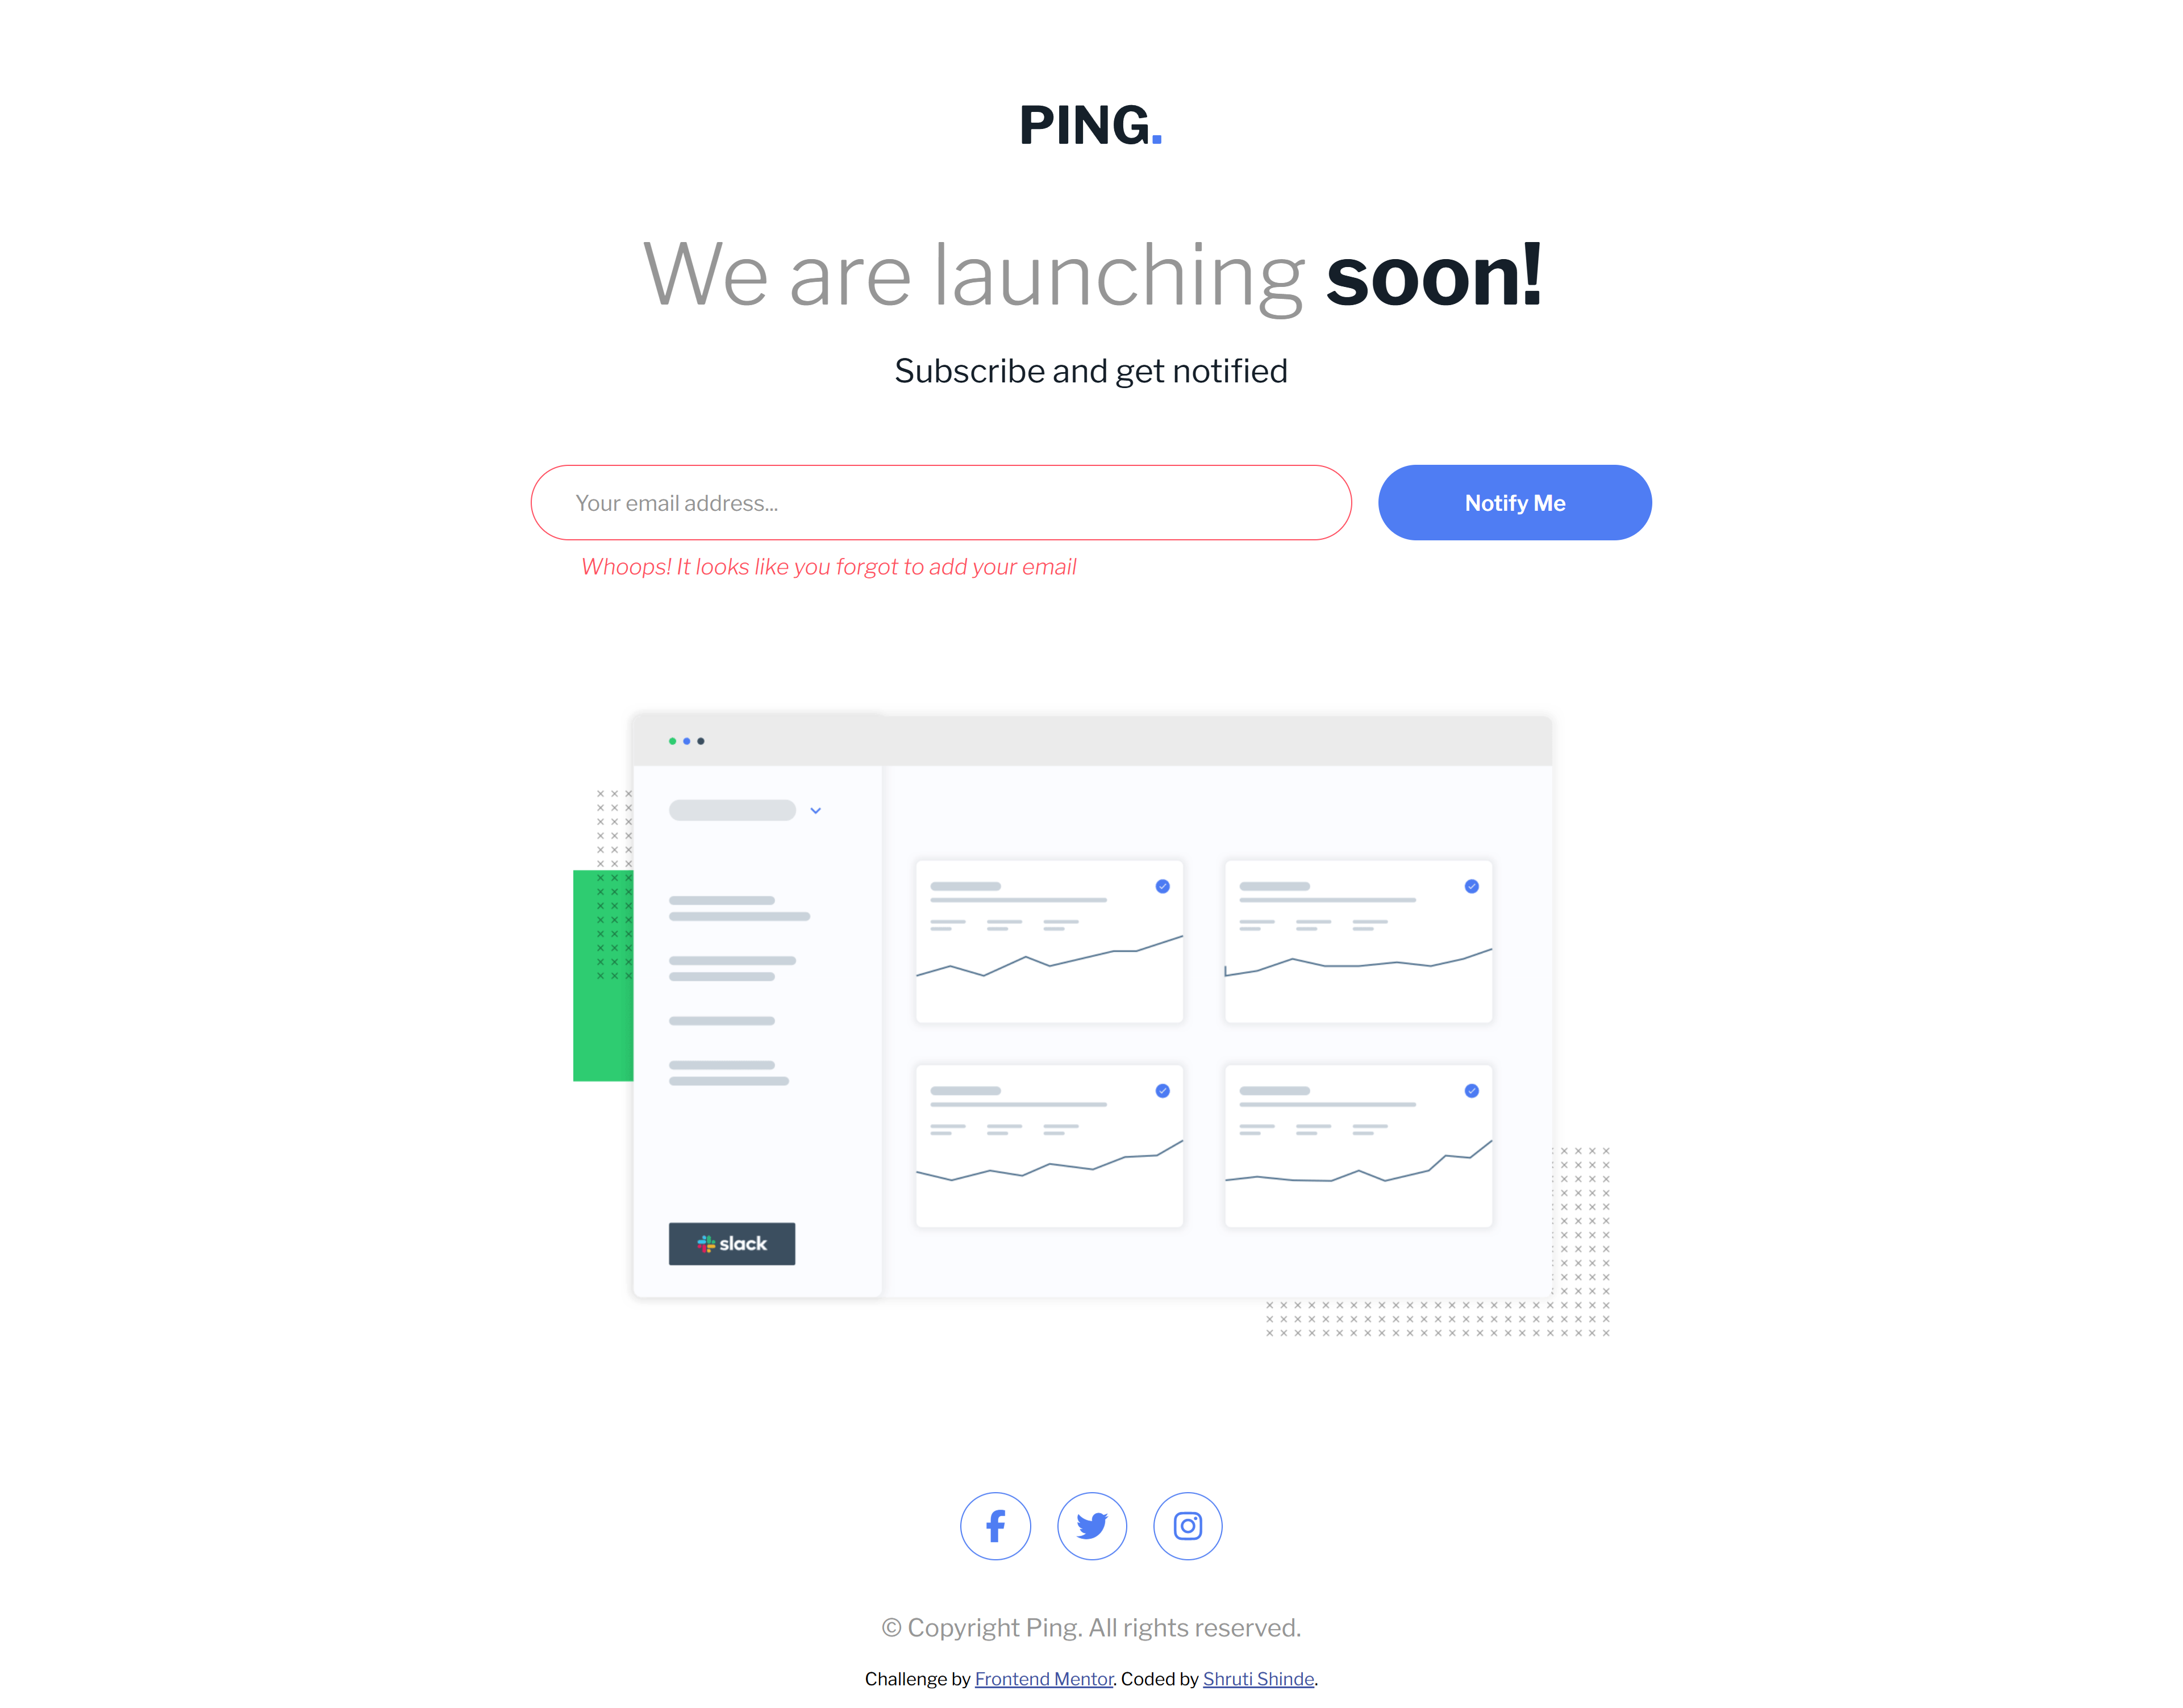 PING.
We are launching soon!
Subscribe and get notified
Your email address...
Notify Me
Whoops! It looks like you forgot to add your email
slack
© Copyright Ping. All rights reserved.
Challenge by Frontend Mentor. Coded by Shruti Shinde.